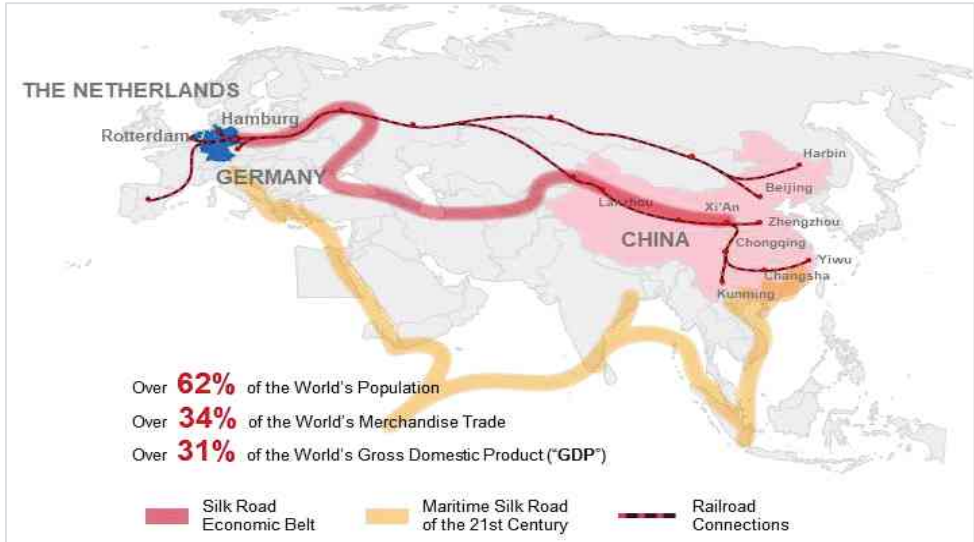 THE NETHERLANDS
Hamburg
Rotterdam
GERMANY
Harbin
Beijing
Lanzhou
Xi'An
Zhengzhou
CHINA
Chongqing
Yiwu
Changsha
Kunming
Over 62% of the World's Population
Over 34% of the World's Merchandise Trade
Over 31% of the World's Gross Domestic Product ("GDP")
Silk Road
Economic Belt
Maritime Silk Road
of the 21st Century
Railroad
Connections